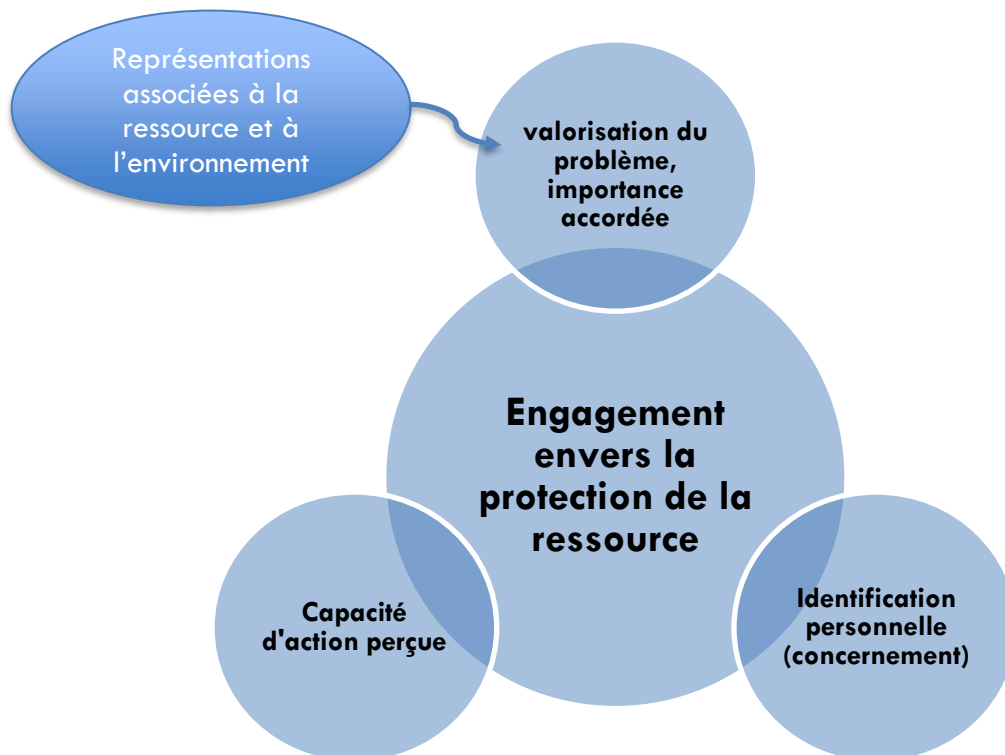 Représentations
associées à la
ressource et à
l’environnement
valorisation du
problème,
importance
accordée
Engagement
envers la
protection de la
ressource
Capacité
d'action perçue
Identification
personnelle
(concernement)